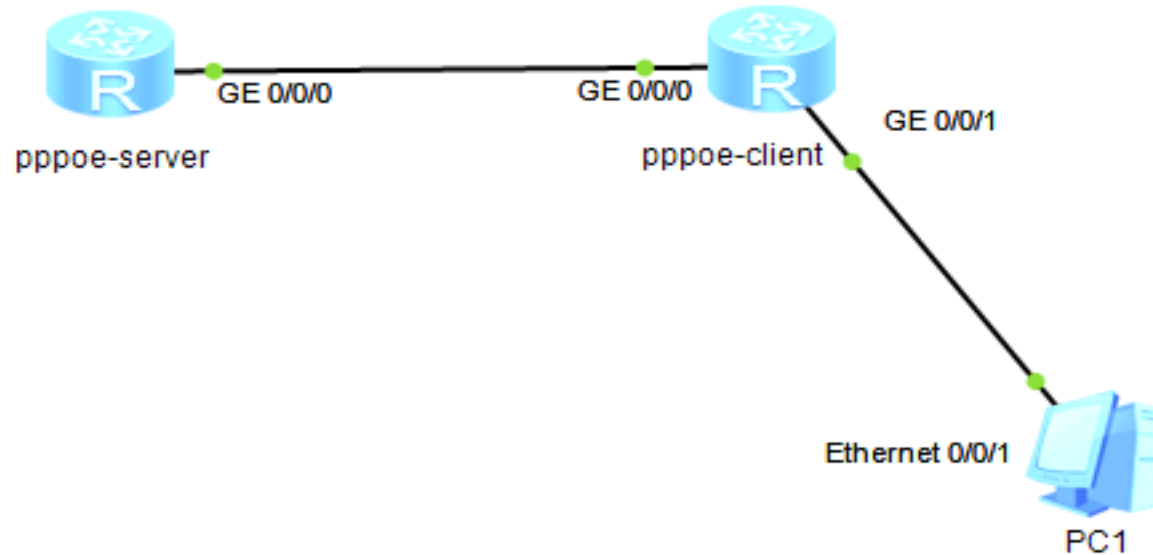 R
R
GE 0/0/0
GE 0/0/0
GE 0/0/1
pppoe-server
pppoe-client
Ethernet 0/0/1
PC1